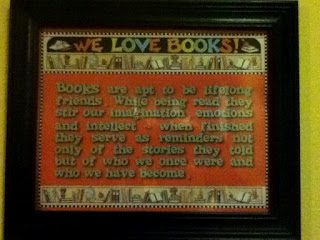 WE LOVE BOOKS!
Books are apt to be lifelong
friends. While being read they
stir our imagination, emotions
and intellect - when finished
they serve as reminders not
only of the stories they told
but of who we once were and
who we have become.